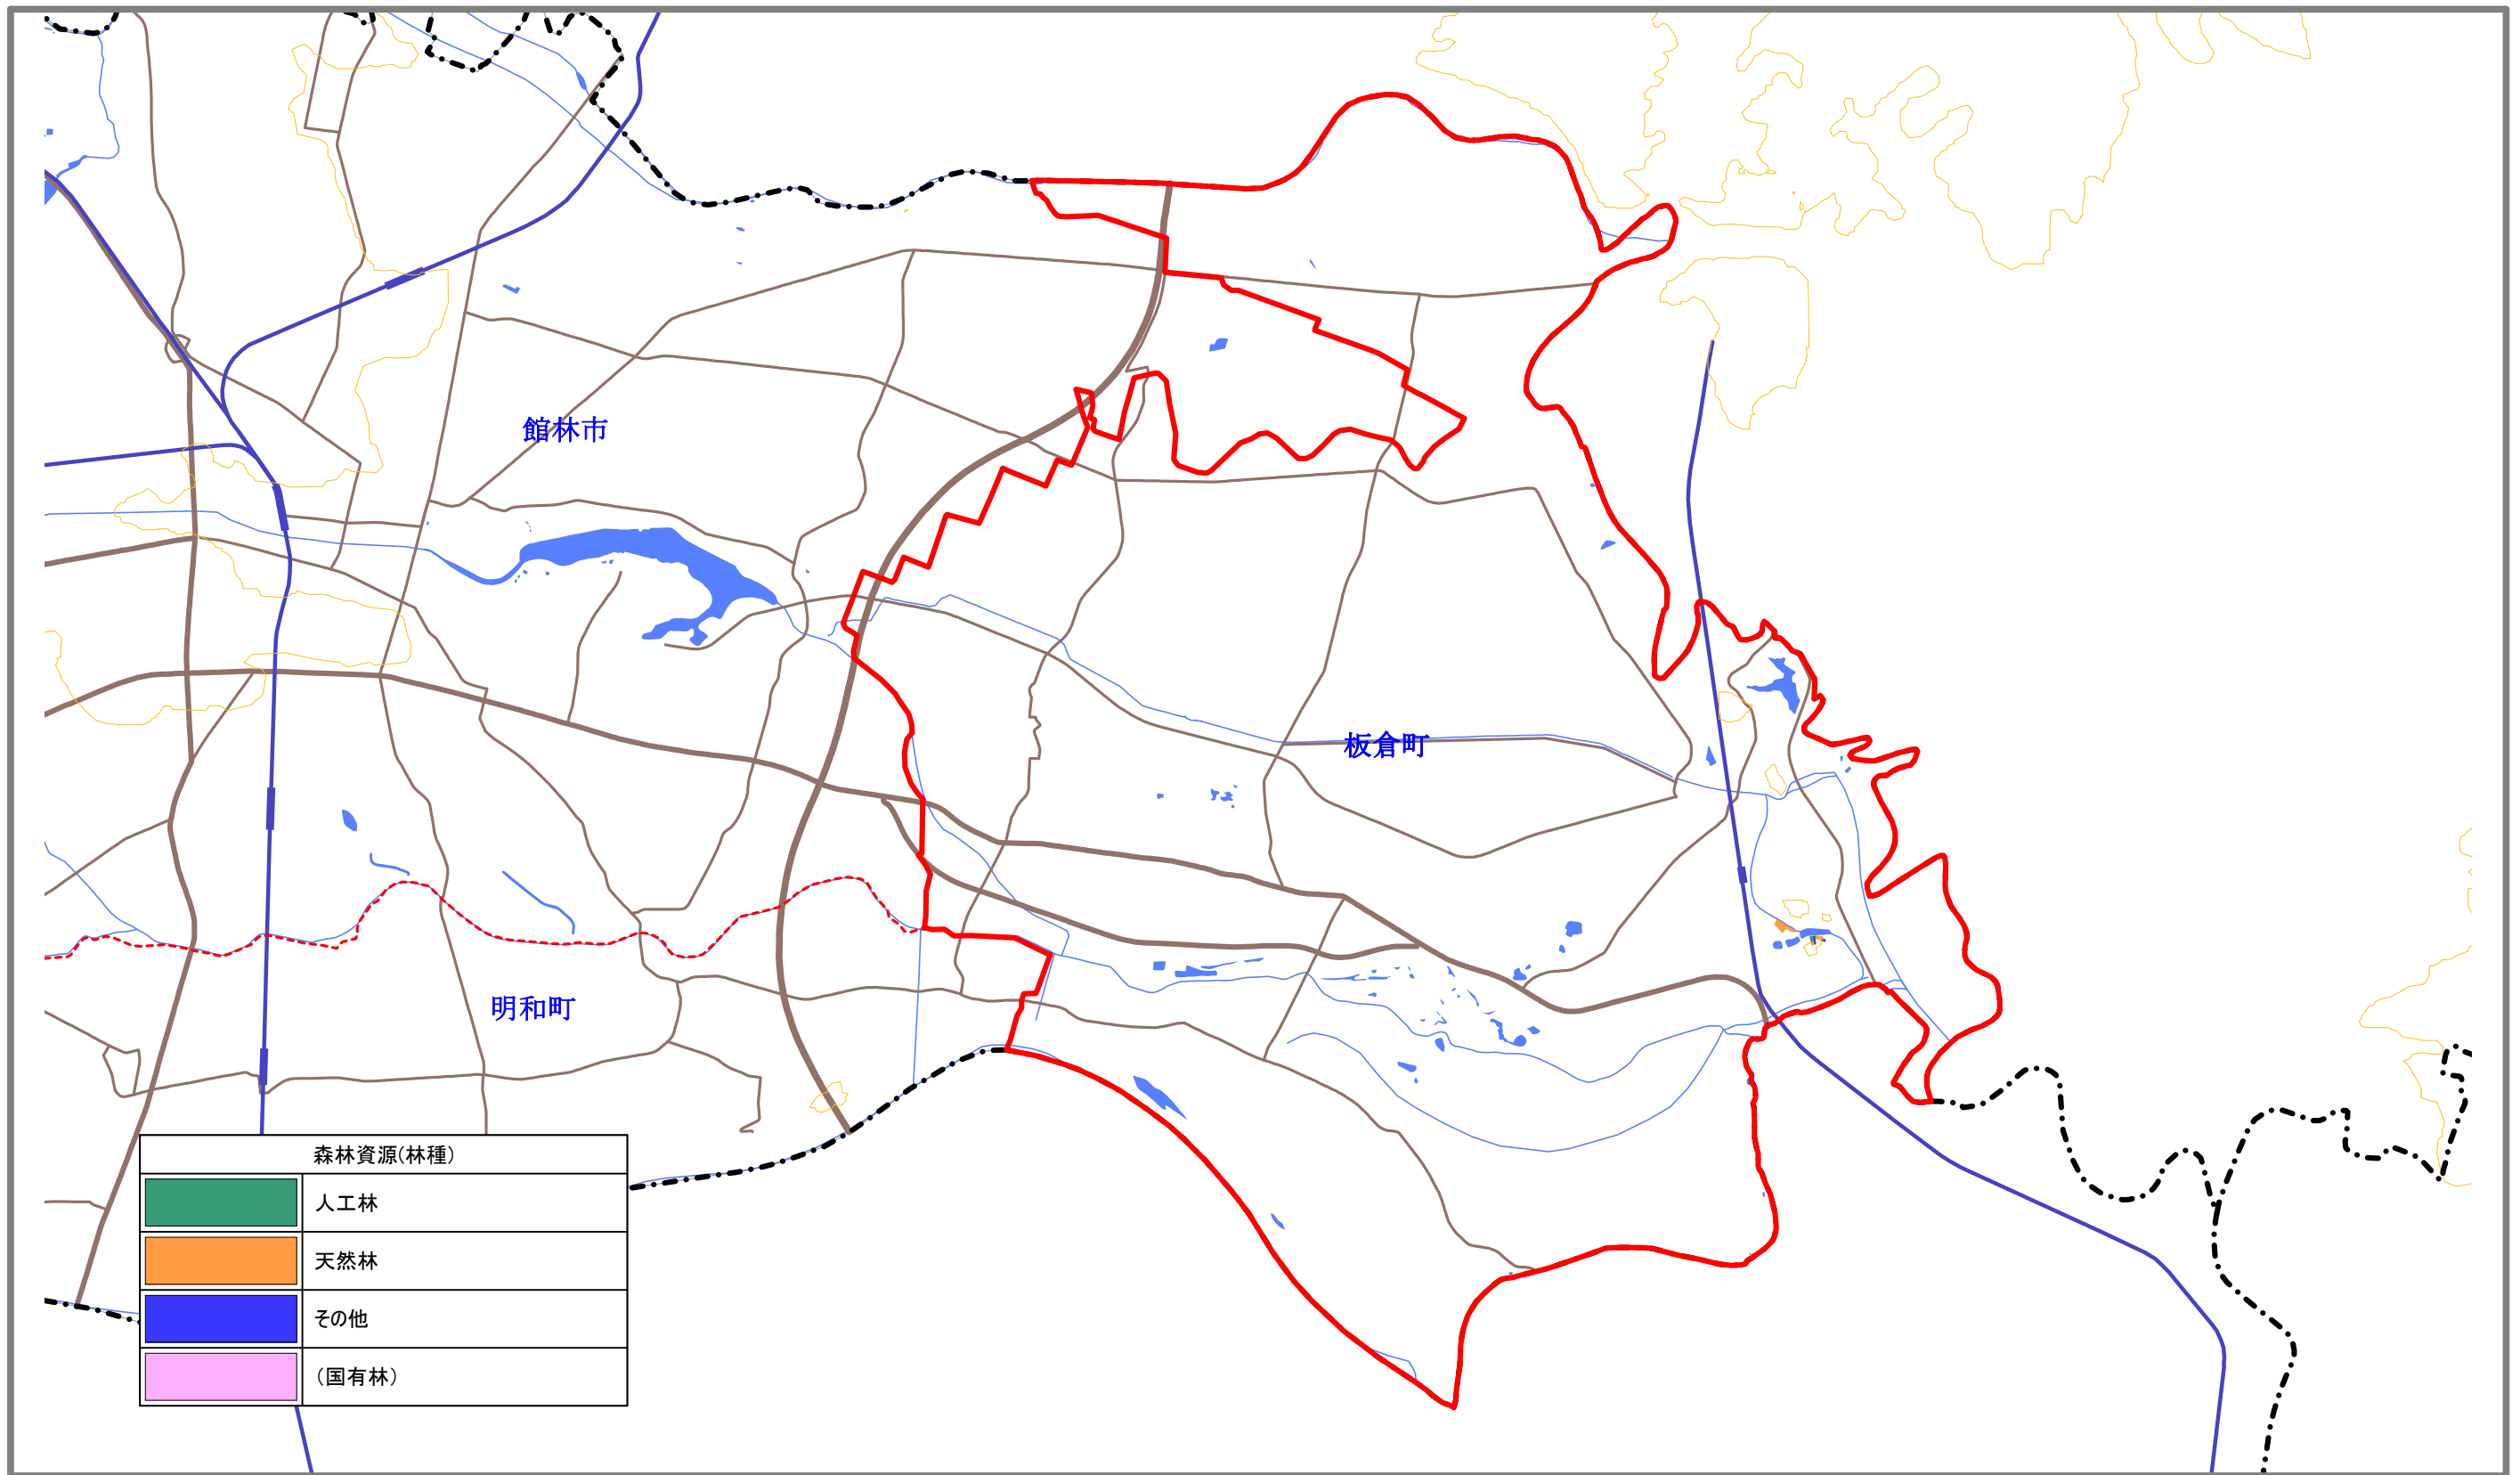 館林市
板倉町
明和町
森林資源(林種)
人工林
天然林
その他
(国有林)